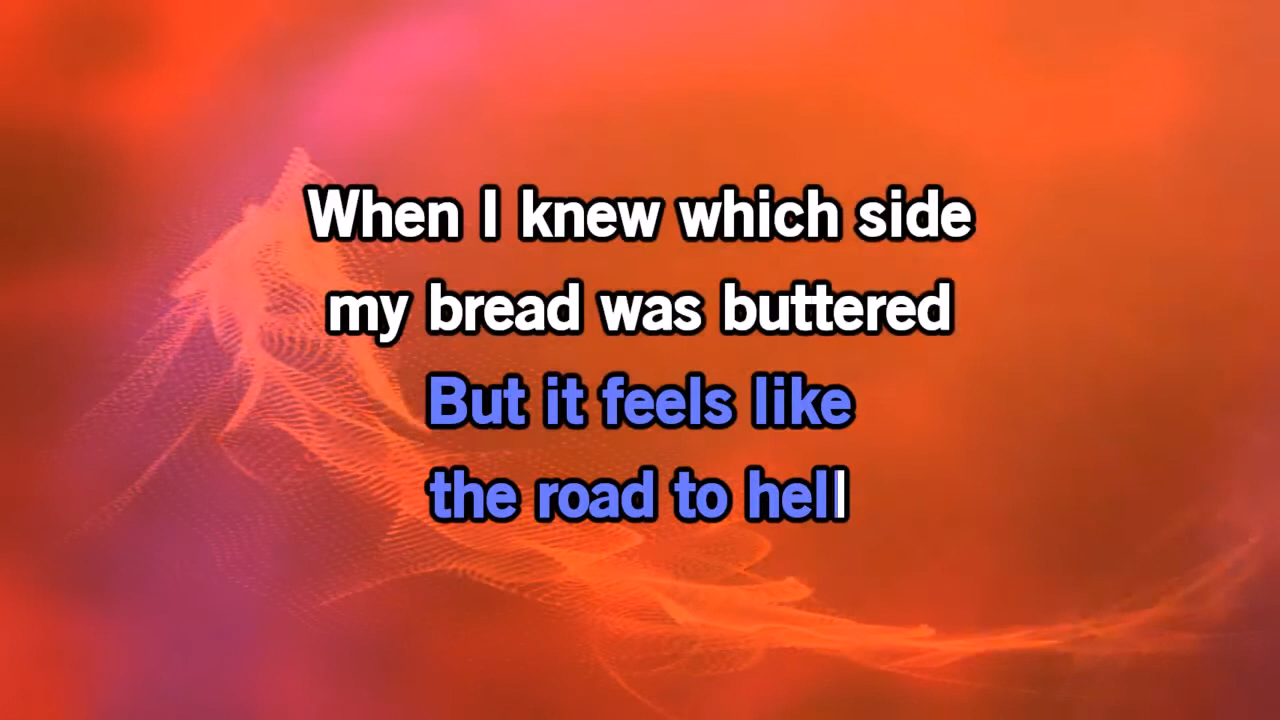 When I knew which side
my bread was buttered
But it feels like
the road to hell